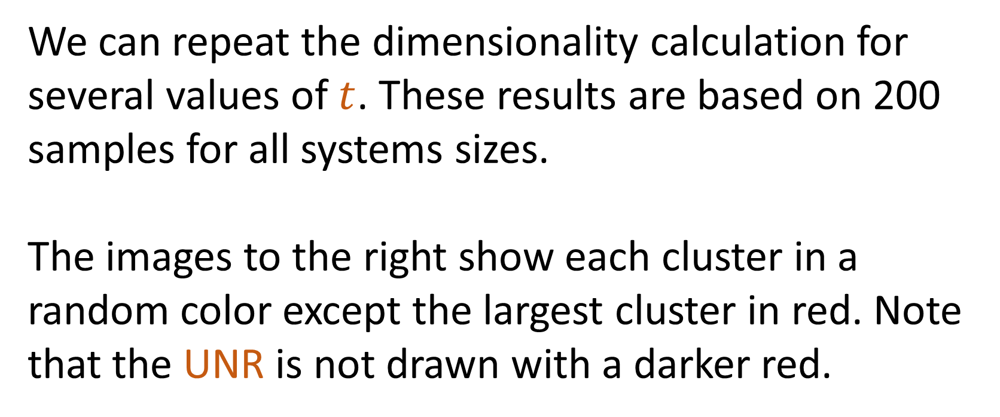 We can repeat the dimensionality calculation for
several values of t. These results are based on 200
samples for all systems sizes.
The images to the right show each cluster in a
random color except the largest cluster in red. Note
that the UNR is not drawn with a darker red.